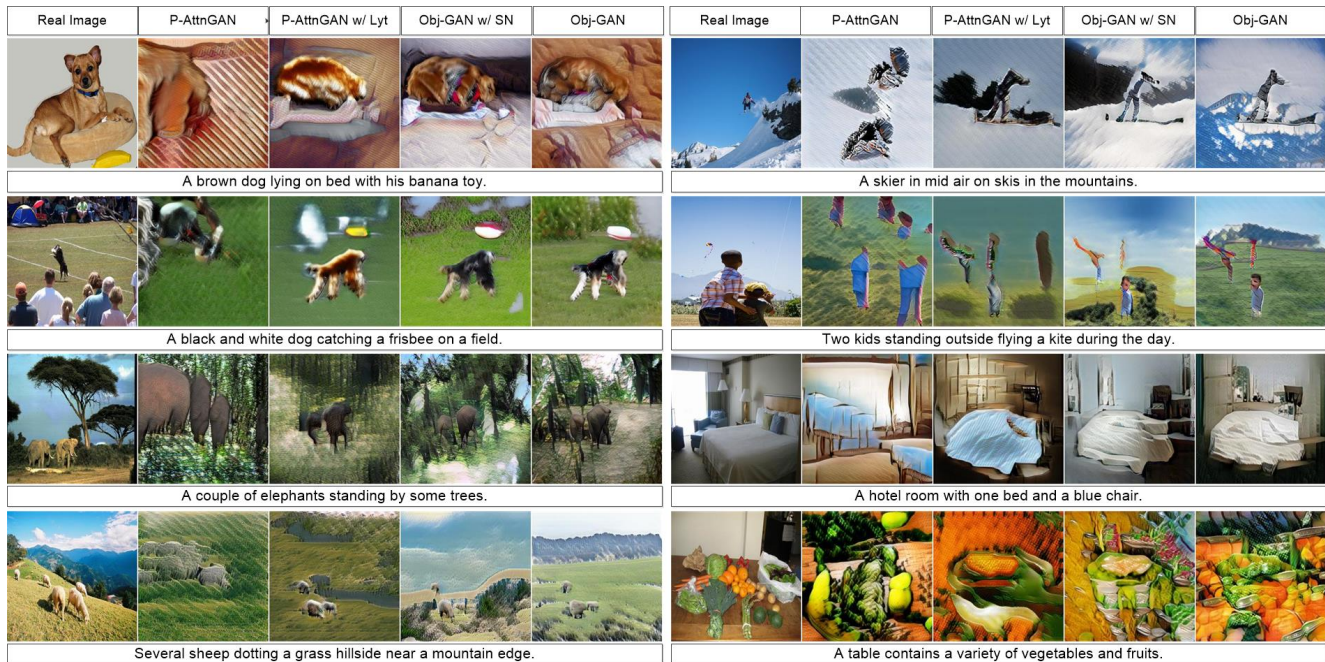 Real Image P-AttnGAN P-AttnGAN w/ Lyt Obj-GAN w/ SN Obj-GAN
Real Image P-AttnGAN P-AttnGAN w/ Lyt Obj-GAN w/ SN Obj-GAN
A brown dog lying on bed with his banana toy.
A skier in mid air on skis in the mountains.
A black and white dog catching a frisbee on a field.
Two kids standing outside flying a kite during the day.
A couple of elephants standing by some trees.
A hotel room with one bed and a blue chair.
Several sheep dotting a grass hillside near a mountain edge.
A table contains a variety of vegetables and fruits.